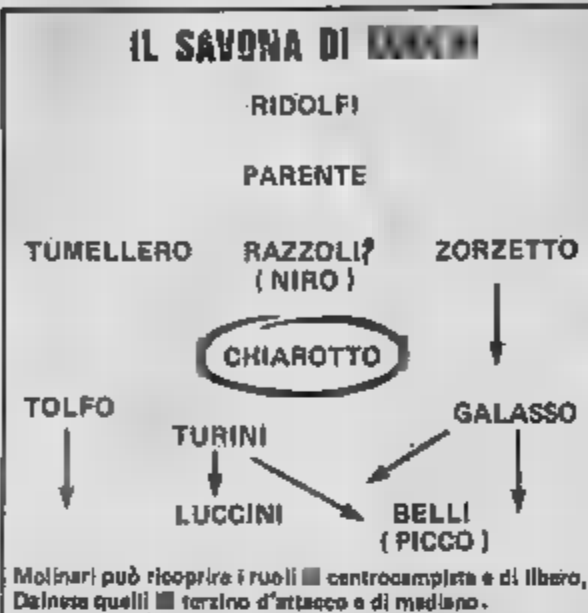 IL SAVONA DI
RIDOLFI
PARENTE
TUMELLERO RAZZOLI? ZORZETTO
(NIRO)
CHIAROTTO
TOLFO GALASSO
TURINI
LUCCINI BELLI
(PICCO)
Molinari può ricoprire i ruoli centrocampista e di libero,
quelli terzino d'attacco e di mediano.